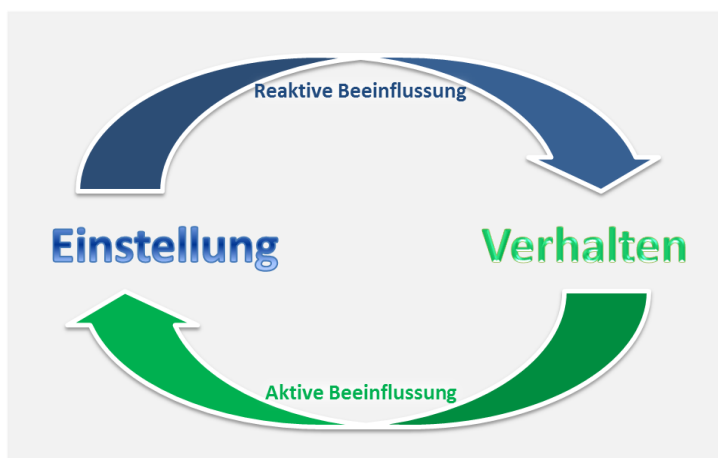 Reaktive Beeinflussung
Einstellung
Verhalten
Aktive Beeinflussung